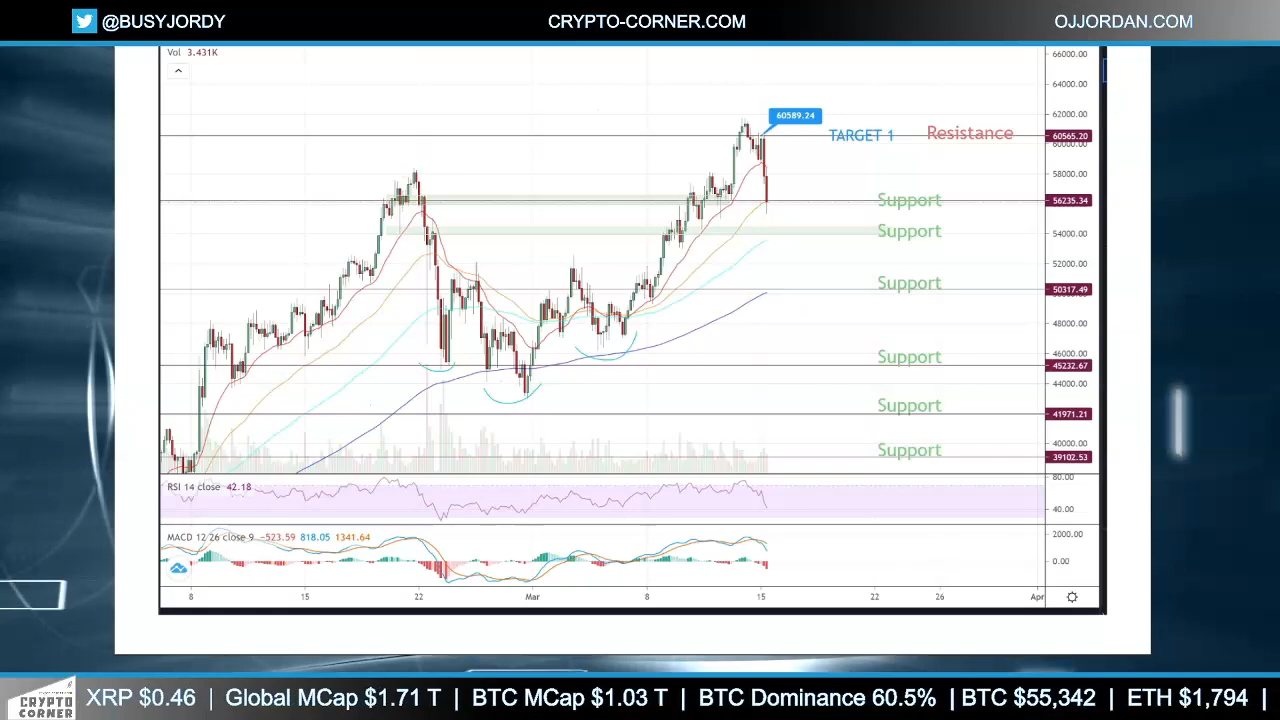 @BUSYJORDY
CRYPTO-CORNER.COM
OJJORDAN.COM
Vol 3.431K
66000.00
64000.00
62000.00
60589.24
TARGET 1
Resistance
60565.20
60000.00
58000.00
Support
56235.34
Support
54000.00
52000.00
Support
50317.49
48000.00
46000.00
Support
45232.67
44000.00
Support
41971.21
40000.00
Support
39102.53
RSI 14 close 42.18
80.00
40.00
MACD 12 26 close 9 -523.59 818.05 1341.64
2000.00
0.00
8 15 22 Mar 8 15 22 26 Apr
CRYPTO
CORNER
XRP $0.46 | Global MCap $1.71 T | BTC MCap $1.03 T | BTC Dominance 60.5% | BTC $55,342 | ETH $1,794 |